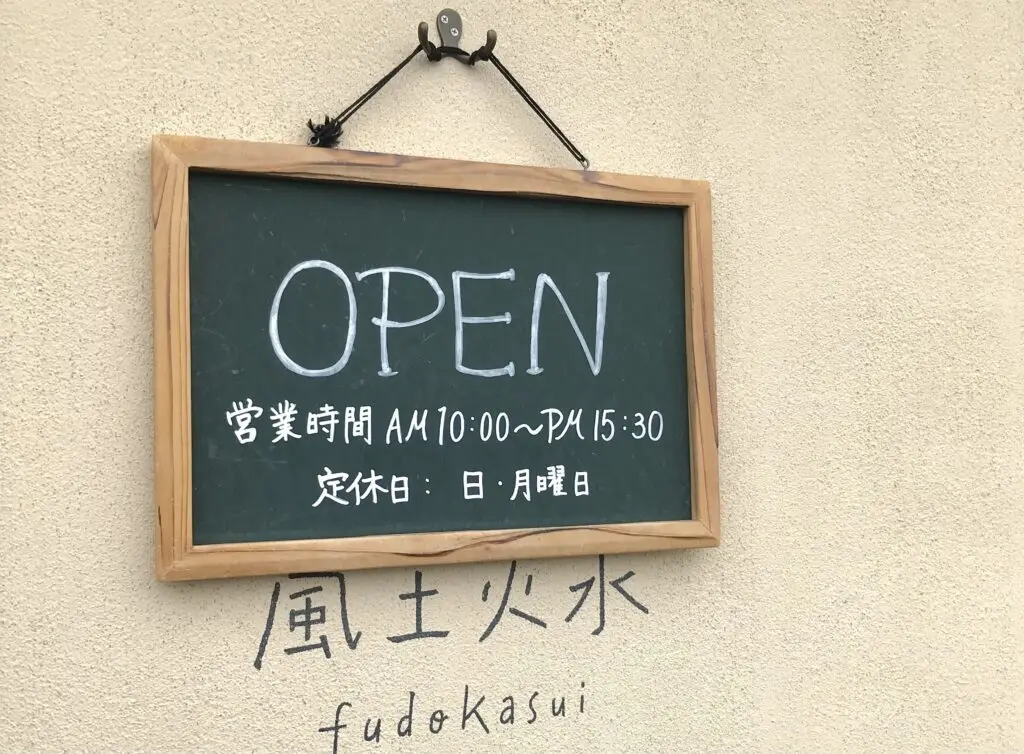 OPEN
営業時間 AM10:00〜PM15:30
定休日： 日・月曜日
風土火水
fudokasui